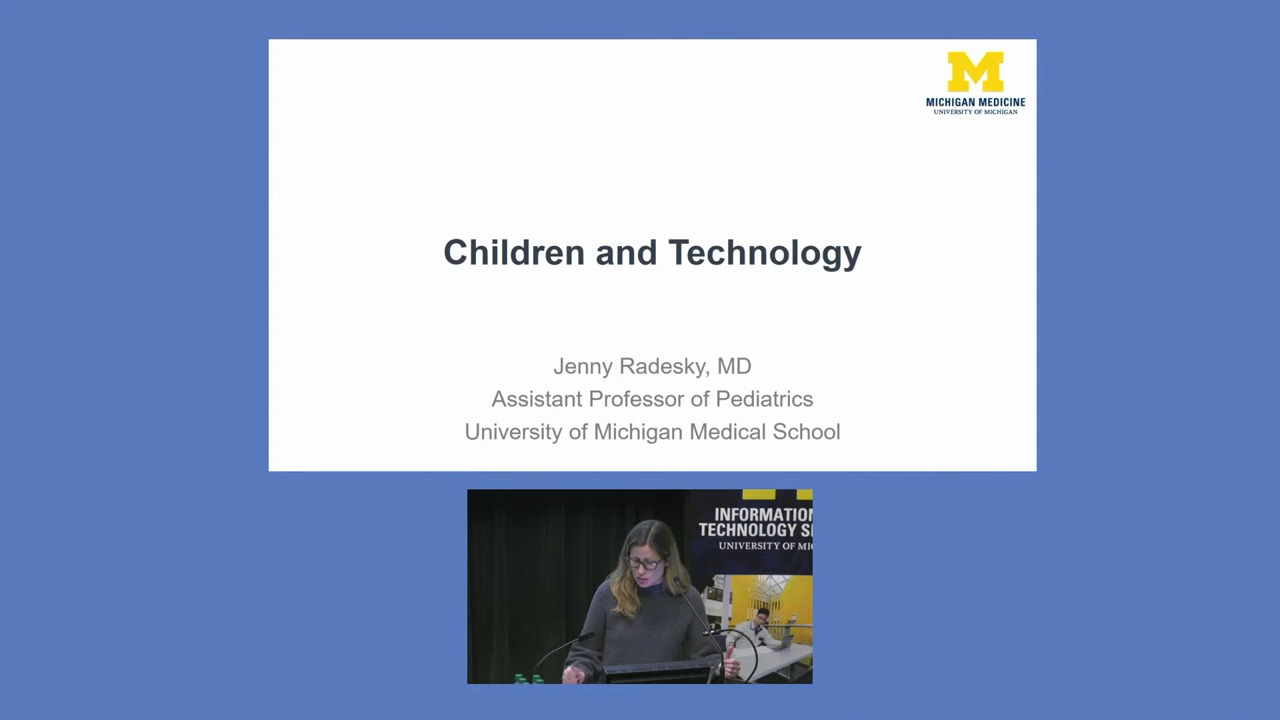 M
MICHIGAN MEDICINE
UNIVERSITY OF MICHIGAN
Children and Technology
Jenny Radesky, MD
Assistant Professor of Pediatrics
University of Michigan Medical School
INFORMATION
TECHNOLOGY S
UNIVERSITY OF MI